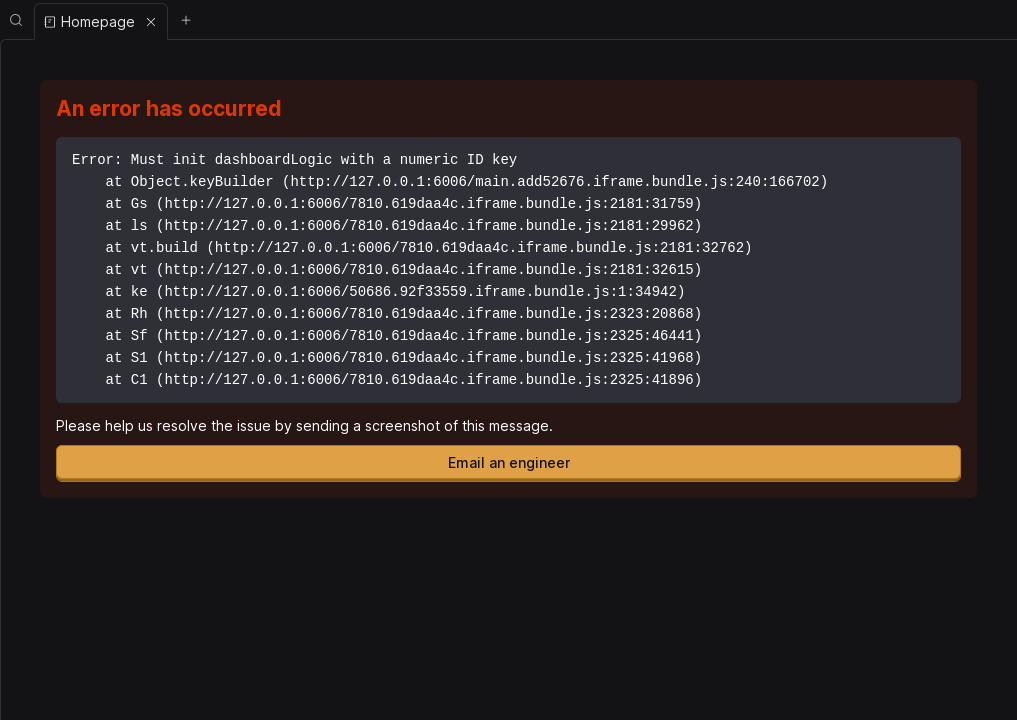 Homepage
An error has occurred
Error: Must init dashboardLogic with a numeric ID key
    at Object.keyBuilder (http://127.0.0.1:6006/main.add52676.iframe.bundle.js:240:166702)
    at Gs (http://127.0.0.1:6006/7810.619daa4c.iframe.bundle.js:2181:31759)
    at ls (http://127.0.0.1:6006/7810.619daa4c.iframe.bundle.js:2181:29962)
    at vt.build (http://127.0.0.1:6006/7810.619daa4c.iframe.bundle.js:2181:32762)
    at vt (http://127.0.0.1:6006/7810.619daa4c.iframe.bundle.js:2181:32615)
    at ke (http://127.0.0.1:6006/50686.92f33559.iframe.bundle.js:1:34942)
    at Rh (http://127.0.0.1:6006/7810.619daa4c.iframe.bundle.js:2323:20868)
    at Sf (http://127.0.0.1:6006/7810.619daa4c.iframe.bundle.js:2325:46441)
    at S1 (http://127.0.0.1:6006/7810.619daa4c.iframe.bundle.js:2325:41968)
    at C1 (http://127.0.0.1:6006/7810.619daa4c.iframe.bundle.js:2325:41896)
Please help us resolve the issue by sending a screenshot of this message.
Email an engineer